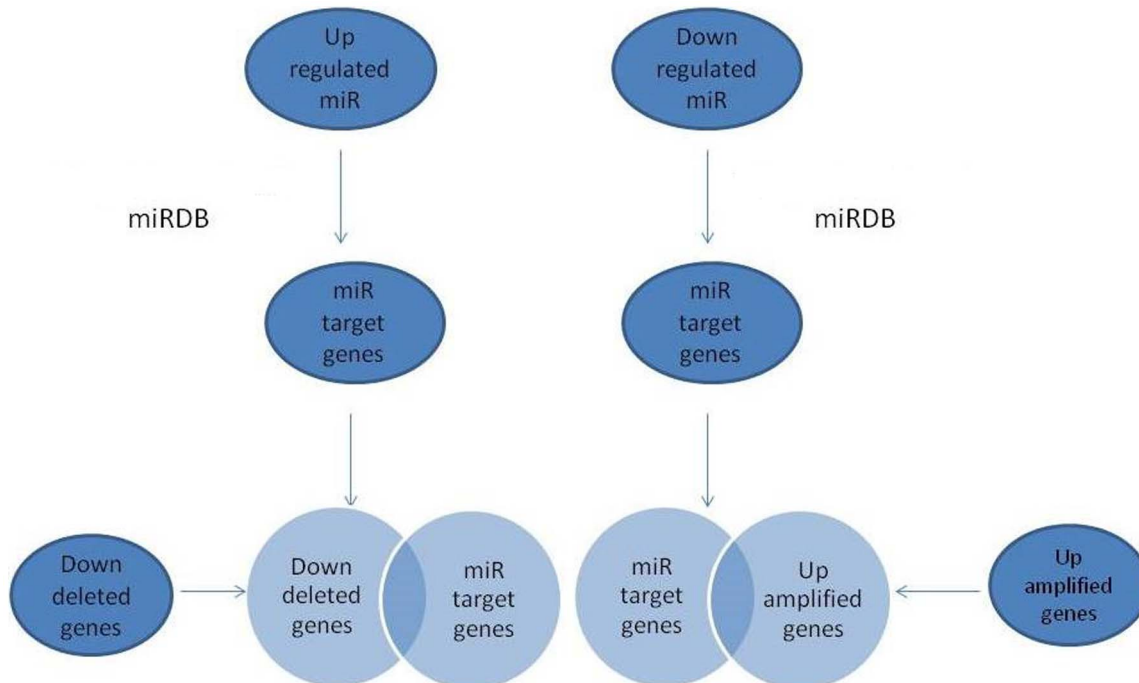 Up
regulated
miR
Down
regulated
miR
miRDB
miRDB
miR
target
genes
miR
target
genes
Down
deleted
genes
Down
deleted
genes
miR
target
genes
miR
target
genes
Up
amplified
genes
Up
amplified
genes